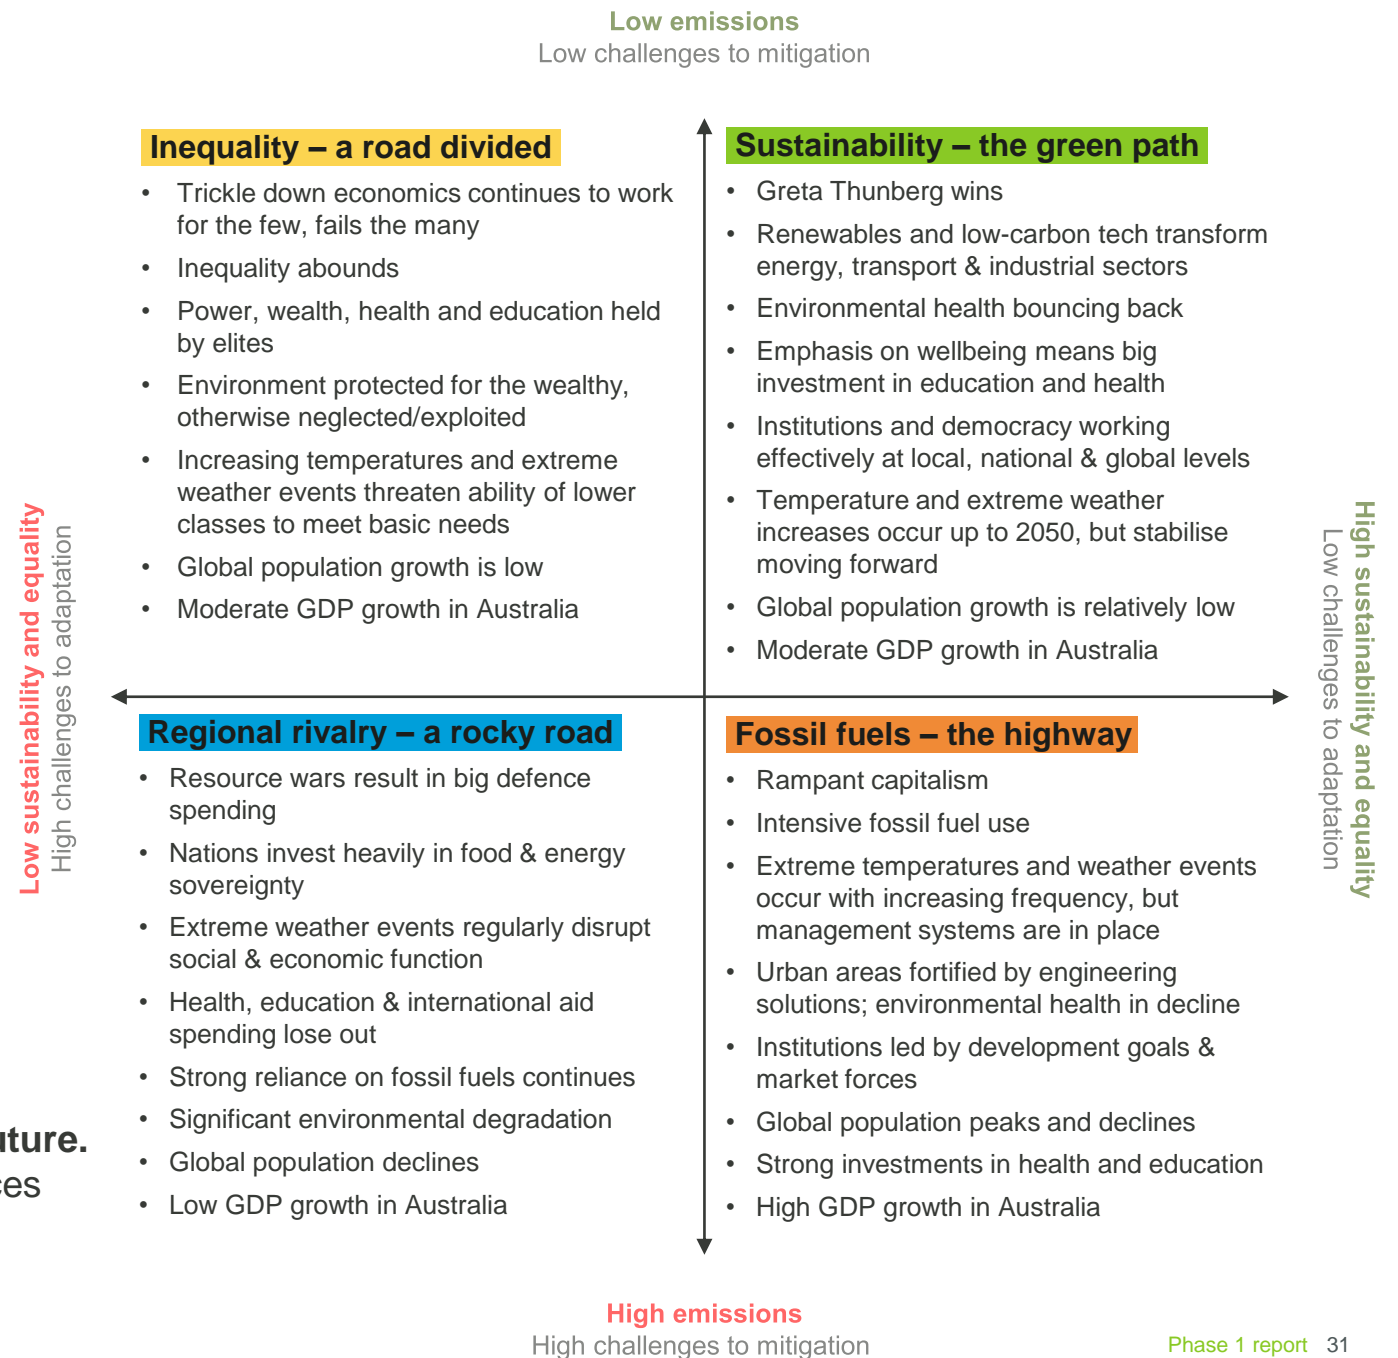 Low emissions
Low challenges to mitigation
Inequality – a road divided
• Trickle down economics continues to work
for the few, fails the many
• Inequality abounds
• Power, wealth, health and education held
by elites
• Environment protected for the wealthy,
otherwise neglected/exploited
• Increasing temperatures and extreme
weather events threaten ability of lower
classes to meet basic needs
• Global population growth is low
• Moderate GDP growth in Australia
Sustainability – the green path
• Greta Thunberg wins
• Renewables and low-carbon tech transform
energy, transport & industrial sectors
• Environmental health bouncing back
• Emphasis on wellbeing means big
investment in education and health
• Institutions and democracy working
effectively at local, national & global levels
• Temperature and extreme weather
increases occur up to 2050, but stabilise
moving forward
• Global population growth is relatively low
• Moderate GDP growth in Australia
Low sustainability and equality
High challenges to adaptation
High sustainability and equality
Low challenges to adaptation
Regional rivalry – a rocky road
• Resource wars result in big defence
spending
• Nations invest heavily in food & energy
sovereignty
• Extreme weather events regularly disrupt
social & economic function
• Health, education & international aid
spending lose out
• Strong reliance on fossil fuels continues
• Significant environmental degradation
• Global population declines
• Low GDP growth in Australia
Fossil fuels – the highway
• Rampant capitalism
• Intensive fossil fuel use
• Extreme temperatures and weather events
occur with increasing frequency, but
management systems are in place
• Urban areas fortified by engineering
solutions; environmental health in decline
• Institutions led by development goals &
market forces
• Global population peaks and declines
• Strong investments in health and education
• High GDP growth in Australia
High emissions
High challenges to mitigation
Phase 1 report 31